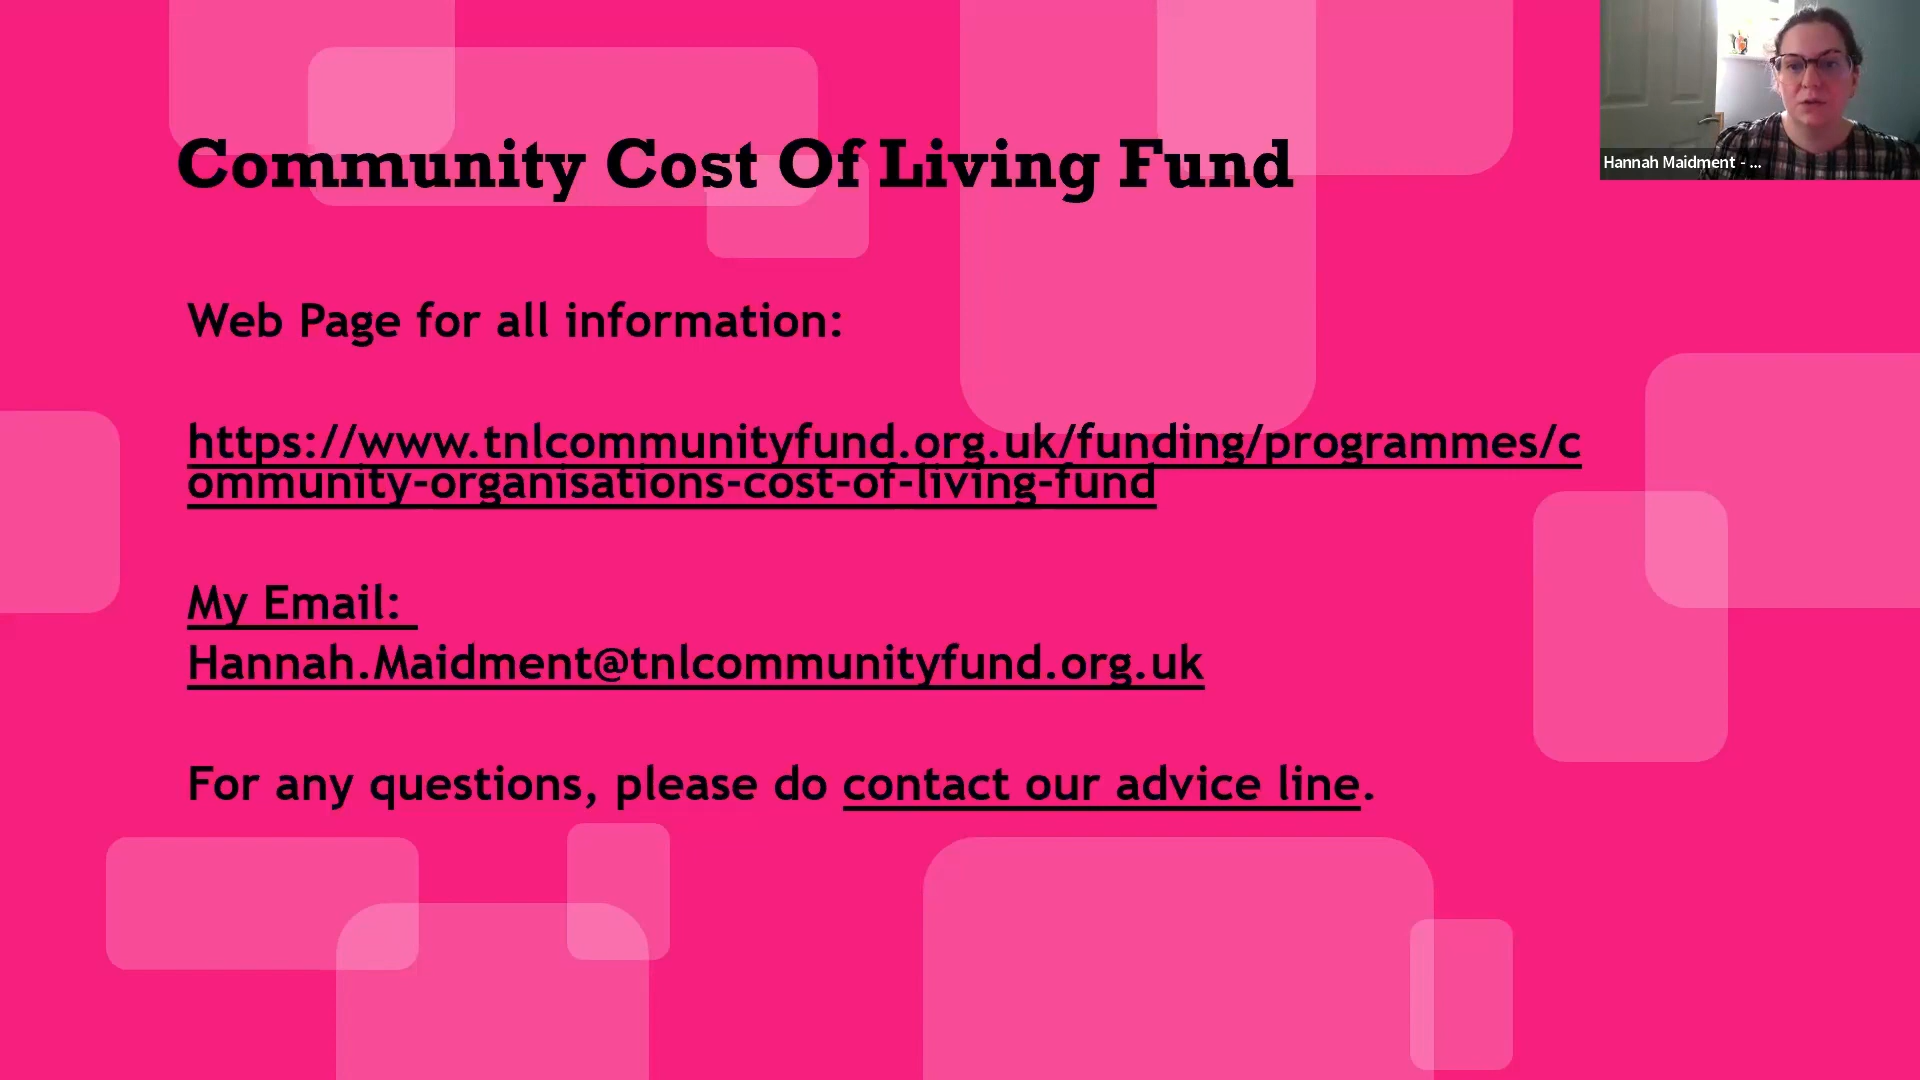 Community Cost Of Living Fund
Hannah Maidment - ...
Web Page for all information:
https://www.tnlcommunityfund.org.uk/funding/programmes/c
ommunity-organisations-cost-of-living-fund
My Email:
Hannah.Maidment@tnlcommunityfund.org.uk
For any questions, please do contact our advice line.